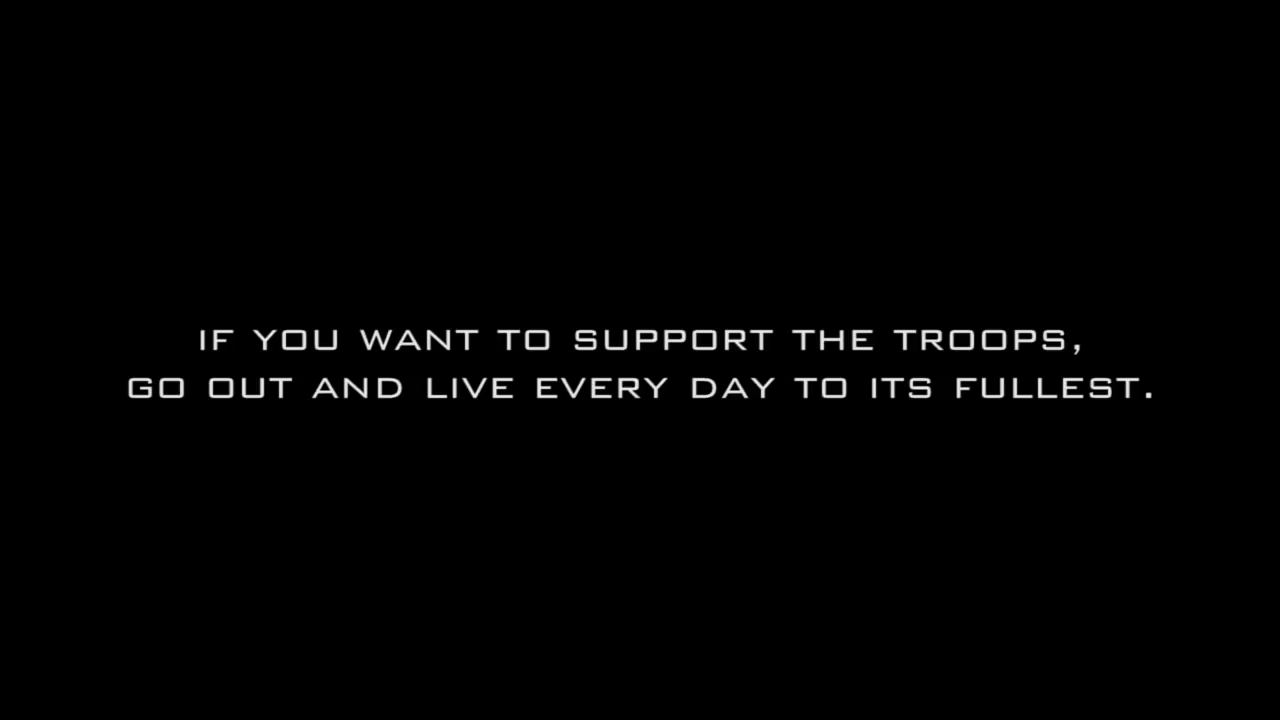 IF YOU WANT TO SUPPORT THE TROOPS,
GO OUT AND LIVE EVERY DAY TO ITS FULLEST.